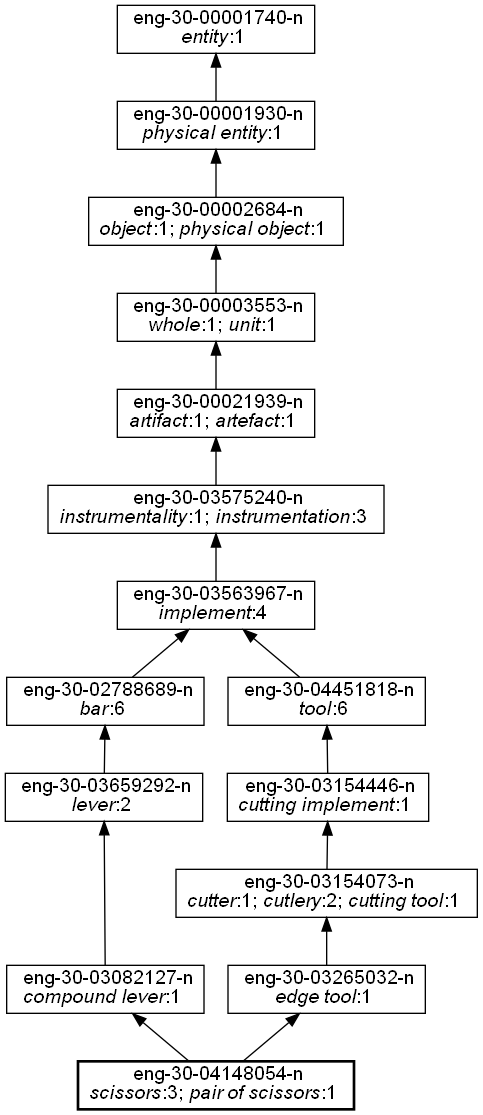 eng-30-00001740-n
entity:1
eng-30-00001930-n
physical entity:1
eng-30-00002684-n
object:1; physical object:1
eng-30-00003553-n
whole:1; unit:1
eng-30-00021939-n
artifact:1; artefact:1
eng-30-03575240-n
instrumentality:1; instrumentation:3
eng-30-03563967-n
implement:4
eng-30-02788689-n
bar:6
eng-30-04451818-n
tool:6
eng-30-03659292-n
lever:2
eng-30-03154446-n
cutting implement:1
eng-30-03154073-n
cutter:1; cutlery:2; cutting tool:1
eng-30-03082127-n
compound lever:1
eng-30-03265032-n
edge tool:1
eng-30-04148054-n
scissors:3; pair of scissors:1